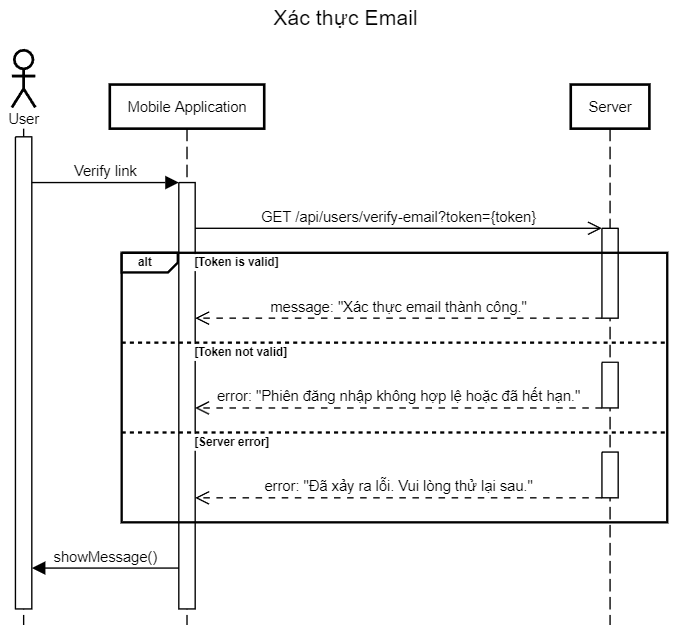 Xác thực Email
User
Mobile Application
Server
Verify link
GET /api/users/verify-email?token={token}
alt
[Token is valid]
message: "Xác thực email thành công."
[Token not valid]
error: "Phiên đăng nhập không hợp lệ hoặc đã hết hạn."
[Server error]
error: "Đã xảy ra lỗi. Vui lòng thử lại sau."
showMessage()